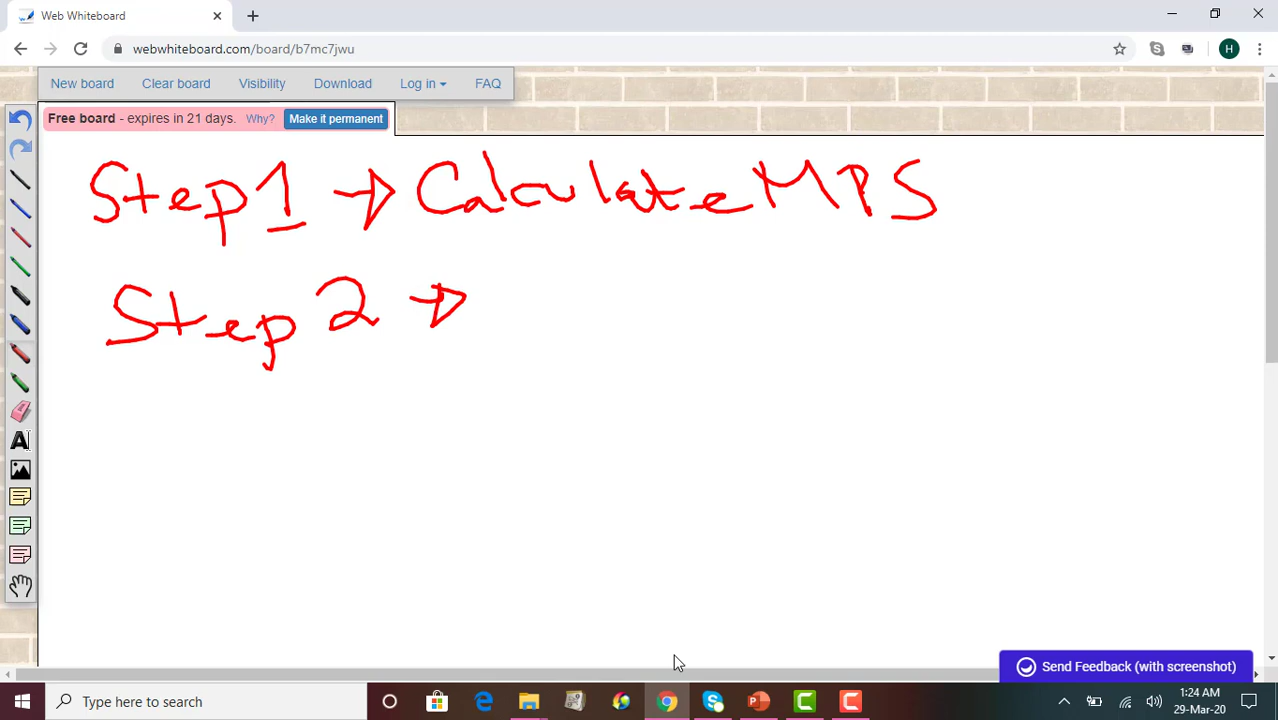 Web Whiteboard
webwhiteboard.com/board/b7mc7jwu
H
New board Clear board Visibility Download Log in FAQ
Free board - expires in 21 days. Why? Make it permanent
Step 1 → Calculate MPS
Step 2 →
A
Send Feedback (with screenshot)
Type here to search
1:24 AM
29-Mar-20